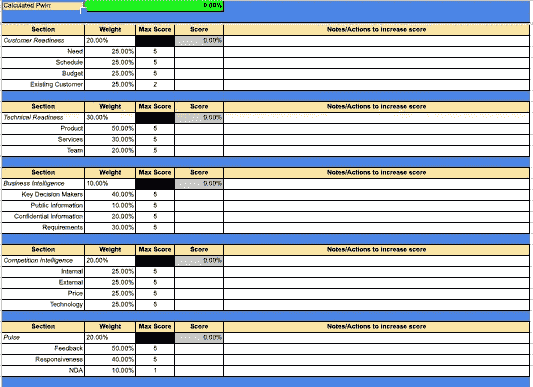 Calculated Pwin 0.00%
Section Weight Max Score Score Notes/Actions to increase score
Customer Readiness 20.00% 0.00%
Need 25.00% 5
Schedule 25.00% 5
Budget 25.00% 5
Existing Customer 25.00% 2
Section Weight Max Score Score Notes/Actions to increase score
Technical Readiness 30.00% 0.00%
Product 50.00% 5
Services 30.00% 5
Team 20.00% 5
Section Weight Max Score Score Notes/Actions to increase score
Business Intelligence 10.00% 0.00%
Key Decision Makers 40.00% 5
Public Information 10.00% 5
Confidential Information 20.00% 5
Requirements 30.00% 5
Section Weight Max Score Score Notes/Actions to increase score
Competition Intelligence 20.00% 0.00%
Internal 25.00% 5
External 25.00% 5
Price 25.00% 5
Technology 25.00% 5
Section Weight Max Score Score Notes/Actions to increase score
Pulse 20.00% 0.00%
Feedback 50.00% 5
Responsiveness 40.00% 5
NDA 10.00% 1